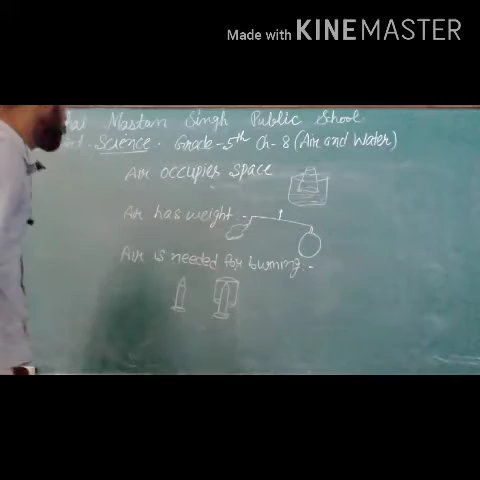 Made with KINEMASTER
Mastan Singh Public Shool
Science. Grade-5th Ch-8 (Air and Water)
Air occupies space
Air has weight -
Air is needed for burning -